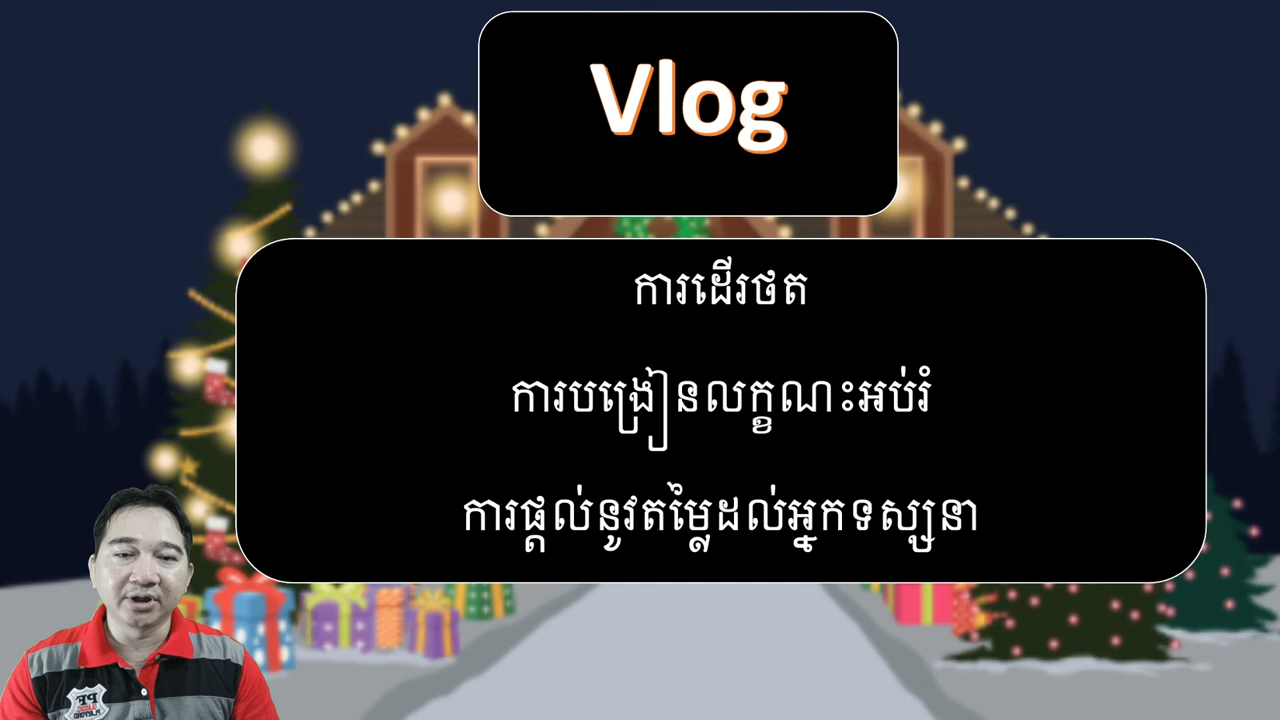 Vlog
ការដើរថត
ការបង្រៀនលក្ខណះអប់រំ
ការផ្តល់នូវតម្លៃដល់អ្នកទស្សនា